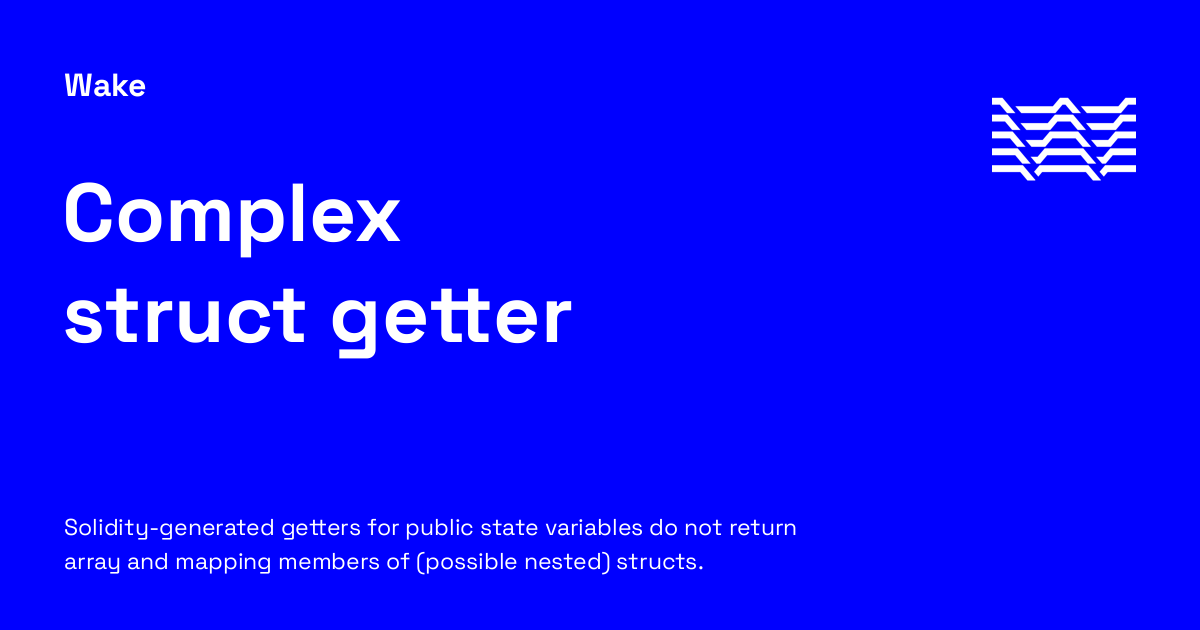 Wake
Complex
struct getter
Solidity-generated getters for public state variables do not return
array and mapping members of (possible nested) structs.